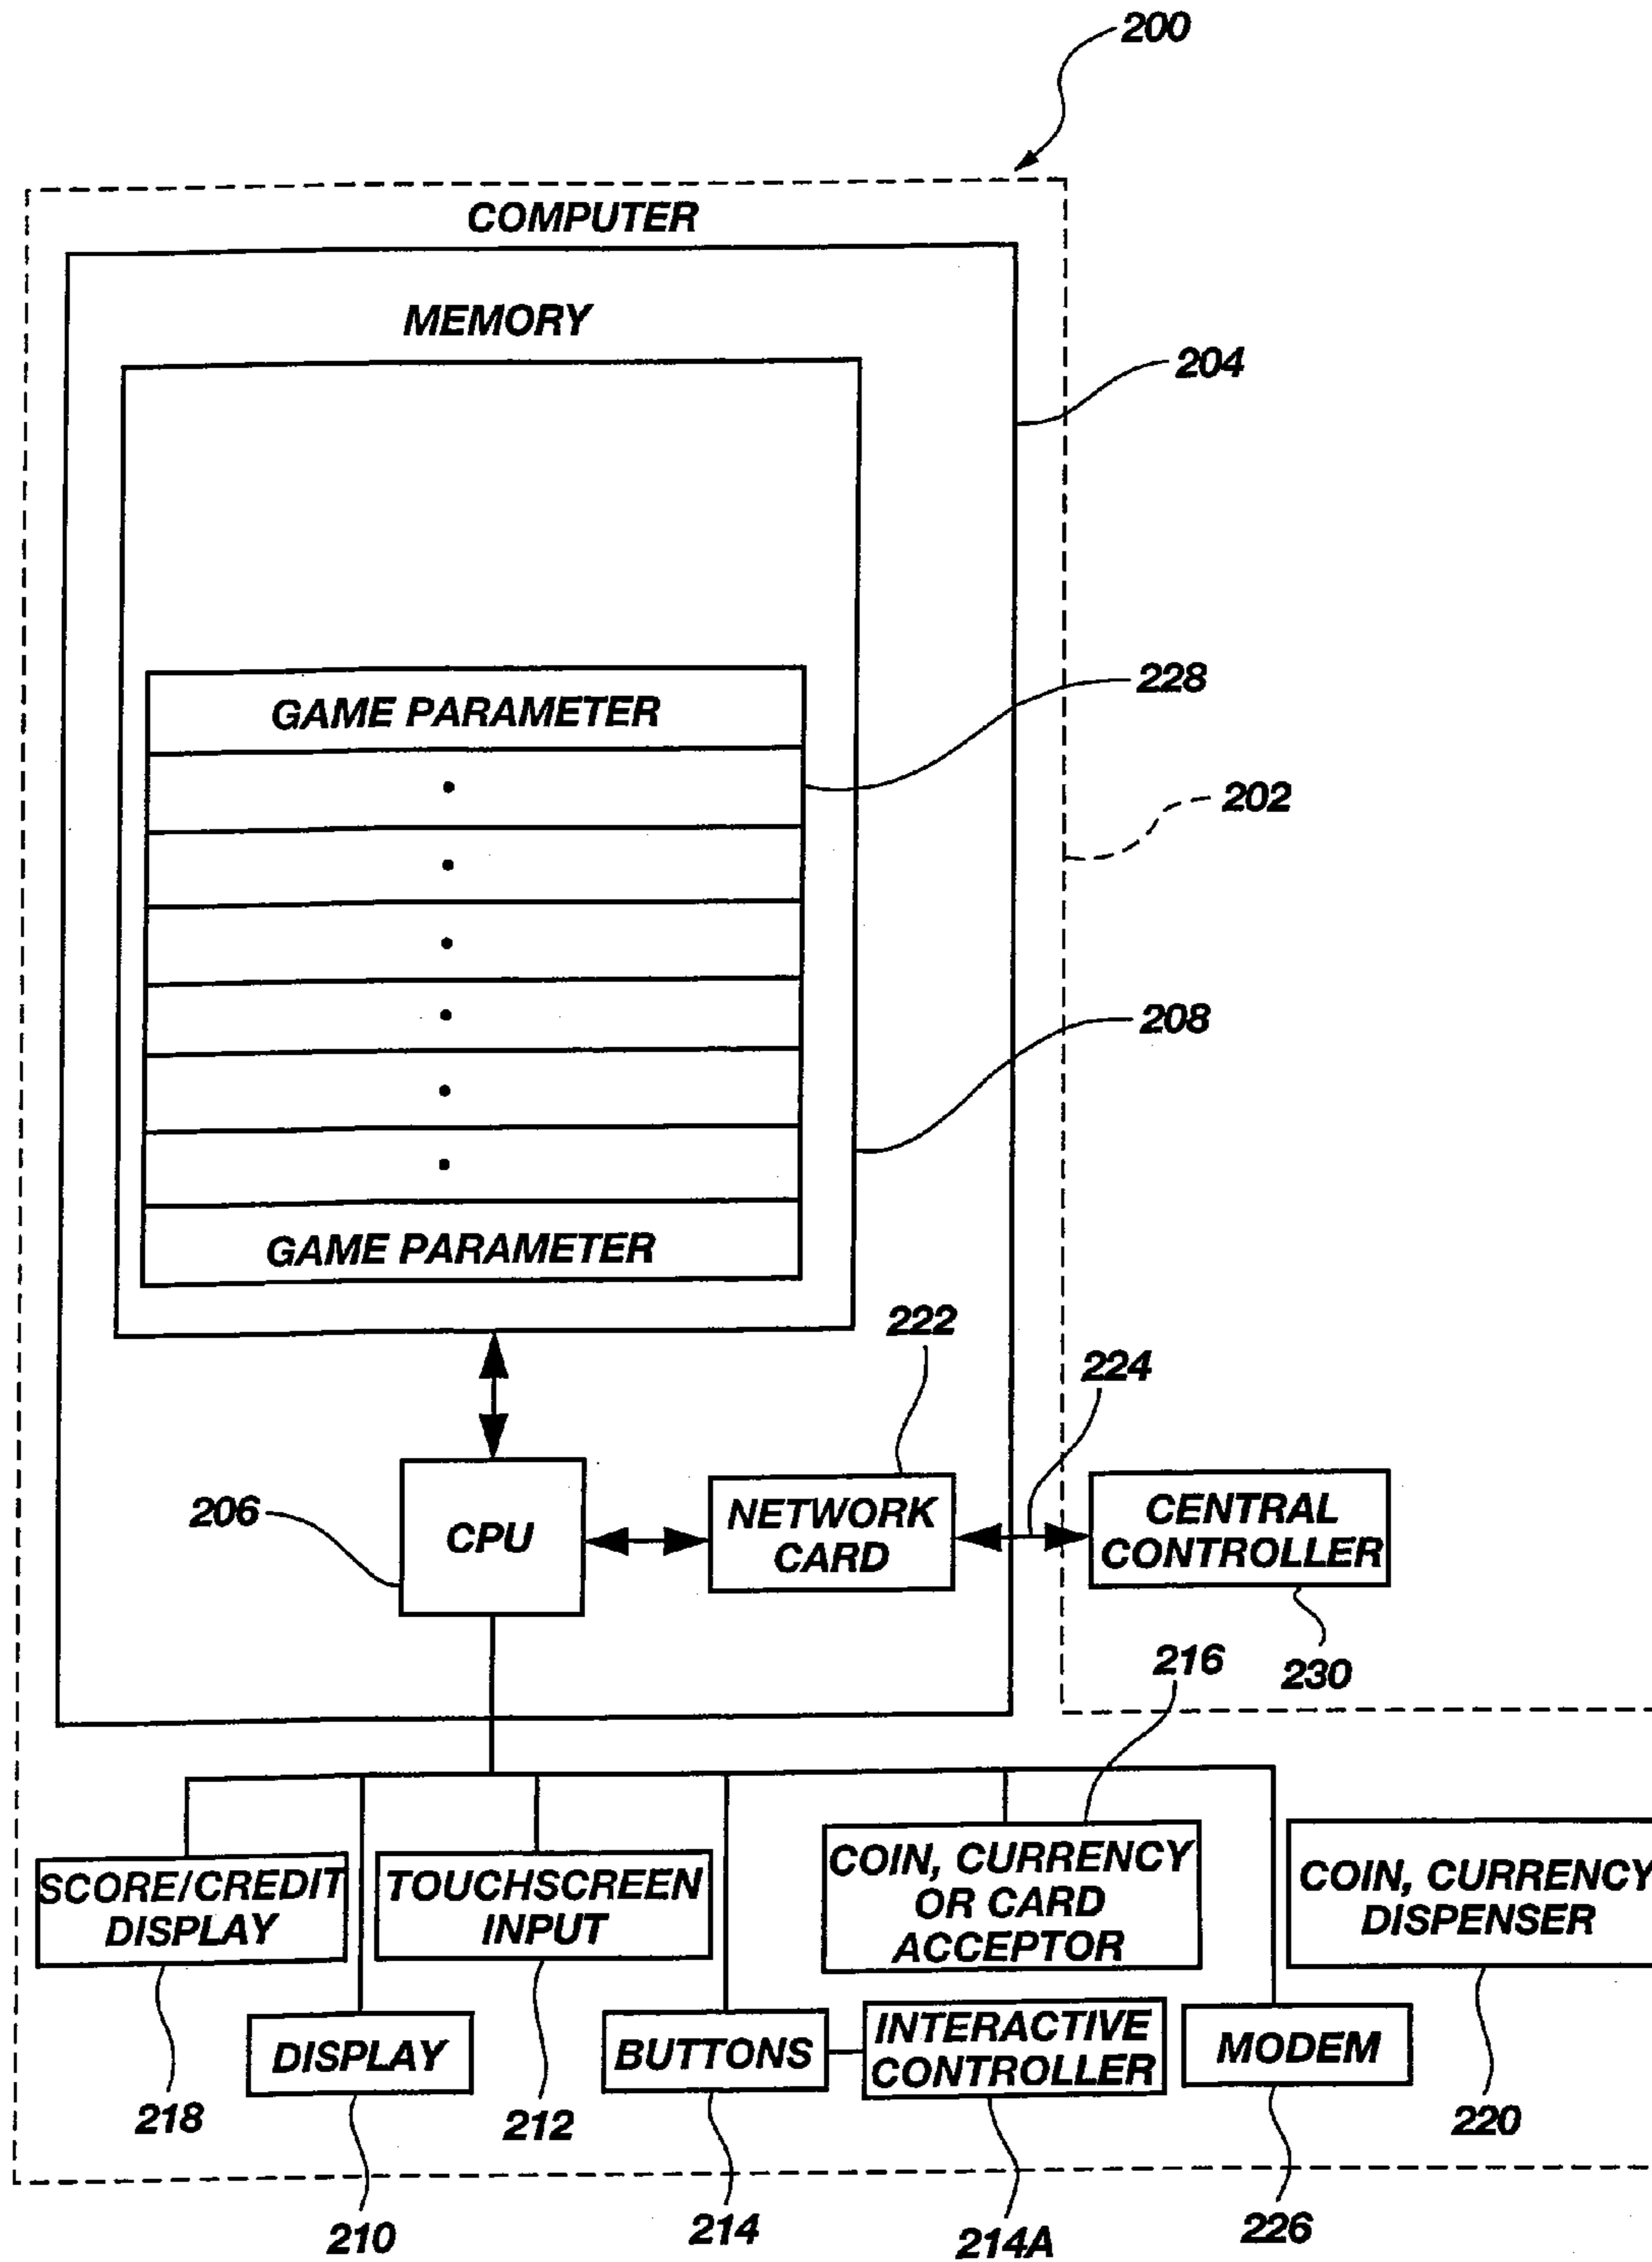 200
COMPUTER
MEMORY
204
GAME PARAMETER
228
202
208
GAME PARAMETER
222
224
206
CPU
NETWORK
CARD
CENTRAL
CONTROLLER
216
230
SCORE/CREDIT
DISPLAY
TOUCHSCREEN
INPUT
COIN, CURRENCY
OR CARD
ACCEPTOR
COIN, CURRENCY
DISPENSER
DISPLAY
BUTTONS
INTERACTIVE
CONTROLLER
MODEM
218
212
220
210
214
214A
226